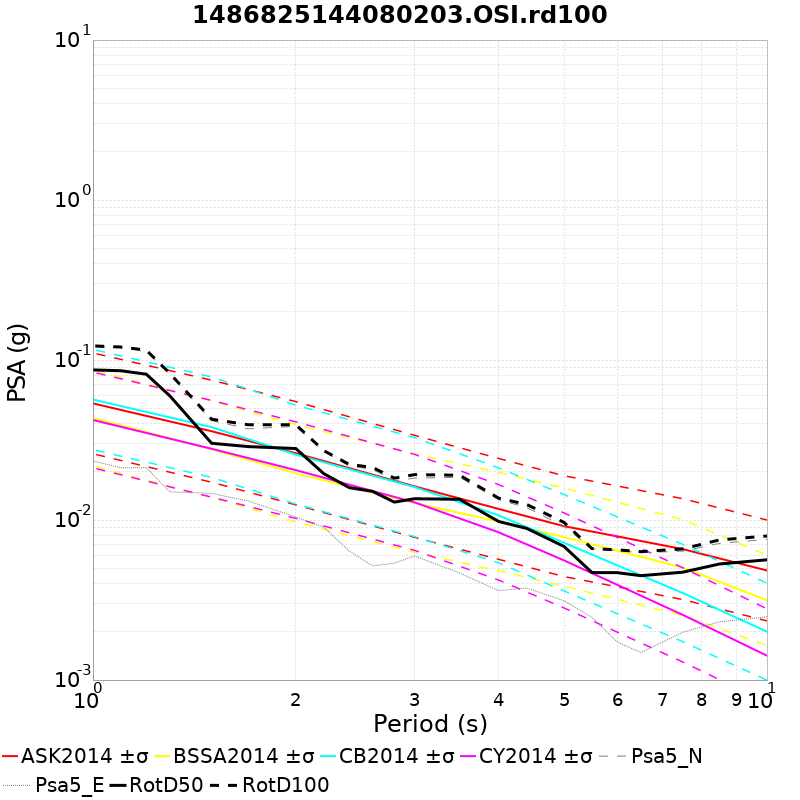 1486825144080203.OSI.rd100
10^1
10^0
10^-1
10^-2
10^-3
PSA (g)
10^0 2 3 4 5 6 7 8 9 10^1
Period (s)
ASK2014 ±σ BSSA2014 ±σ CB2014 ±σ CY2014 ±σ Psa5_N
Psa5_E RotD50 RotD100